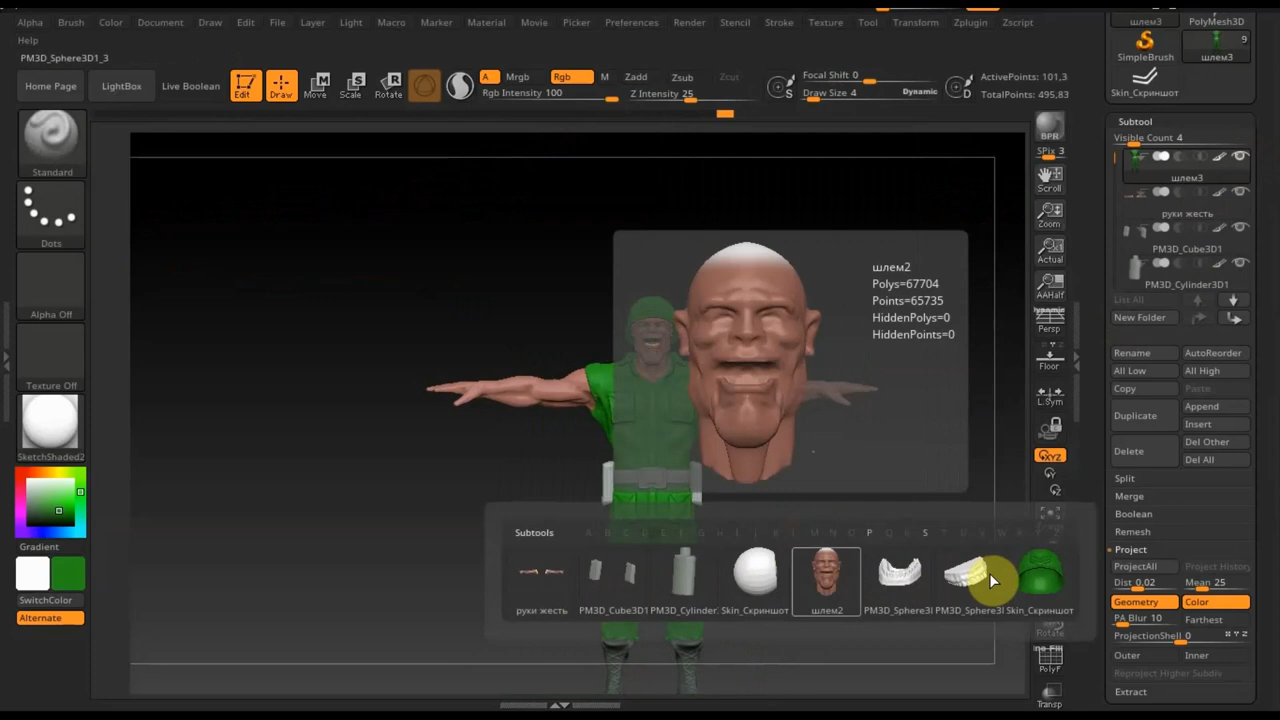 Alpha Brush Color Document Draw Edit File Layer Light Macro Marker Material Movie Picker Preferences Render Stencil Stroke Texture Tool Transform Zplugin Zscript
Help
PM3D_Sphere3D1_3
Home Page
LightBox
Live Boolean
Edit
Draw
Move
Scale
Rotate
A
Mrgb
Rgb
M
Rgb Intensity 100
Zadd
Zsub
Zcut
Z Intensity 25
S
Focal Shift 0
Draw Size 4
Dynamic
D
ActivePoints: 101,3
TotalPoints: 495,83
шлем3
PolyMesh3D
SimpleBrush
9
шлем3
Skin_Скриншот
Standard
Dots
Alpha Off
Texture Off
SketchShaded2
Gradient
SwitchColor
Alternate
шлем2
Polys=67704
Points=65735
HiddenPolys=0
HiddenPoints=0
Subtools
руки жесть
PM3D_Cube3D1
PM3D_Cylinder.
Skin_Скриншот
шлем2
PM3D_Sphere3I
PM3D_Sphere3I
Skin_Скриншот
BPR
SPix 3
Scroll
Zoom
Actual
AAHalf
Dynamic
Persp
Floor
L.Sym
XYZ
Rotate
PolyF
Transp
Subtool
Visible Count 4
шлем3
руки жесть
PM3D_Cube3D1
PM3D_Cylinder3D1
List All
New Folder
Rename
AutoReorder
All Low
All High
Copy
Paste
Duplicate
Append
Insert
Delete
Del Other
Del All
Split
Merge
Boolean
Remesh
Project
ProjectAll
Project History
Dist 0.02
Mean 25
Geometry
Color
PA Blur 10
Farthest
ProjectionShell 0
X Y Z
Outer
Inner
Reproject Higher Subdiv
Extract